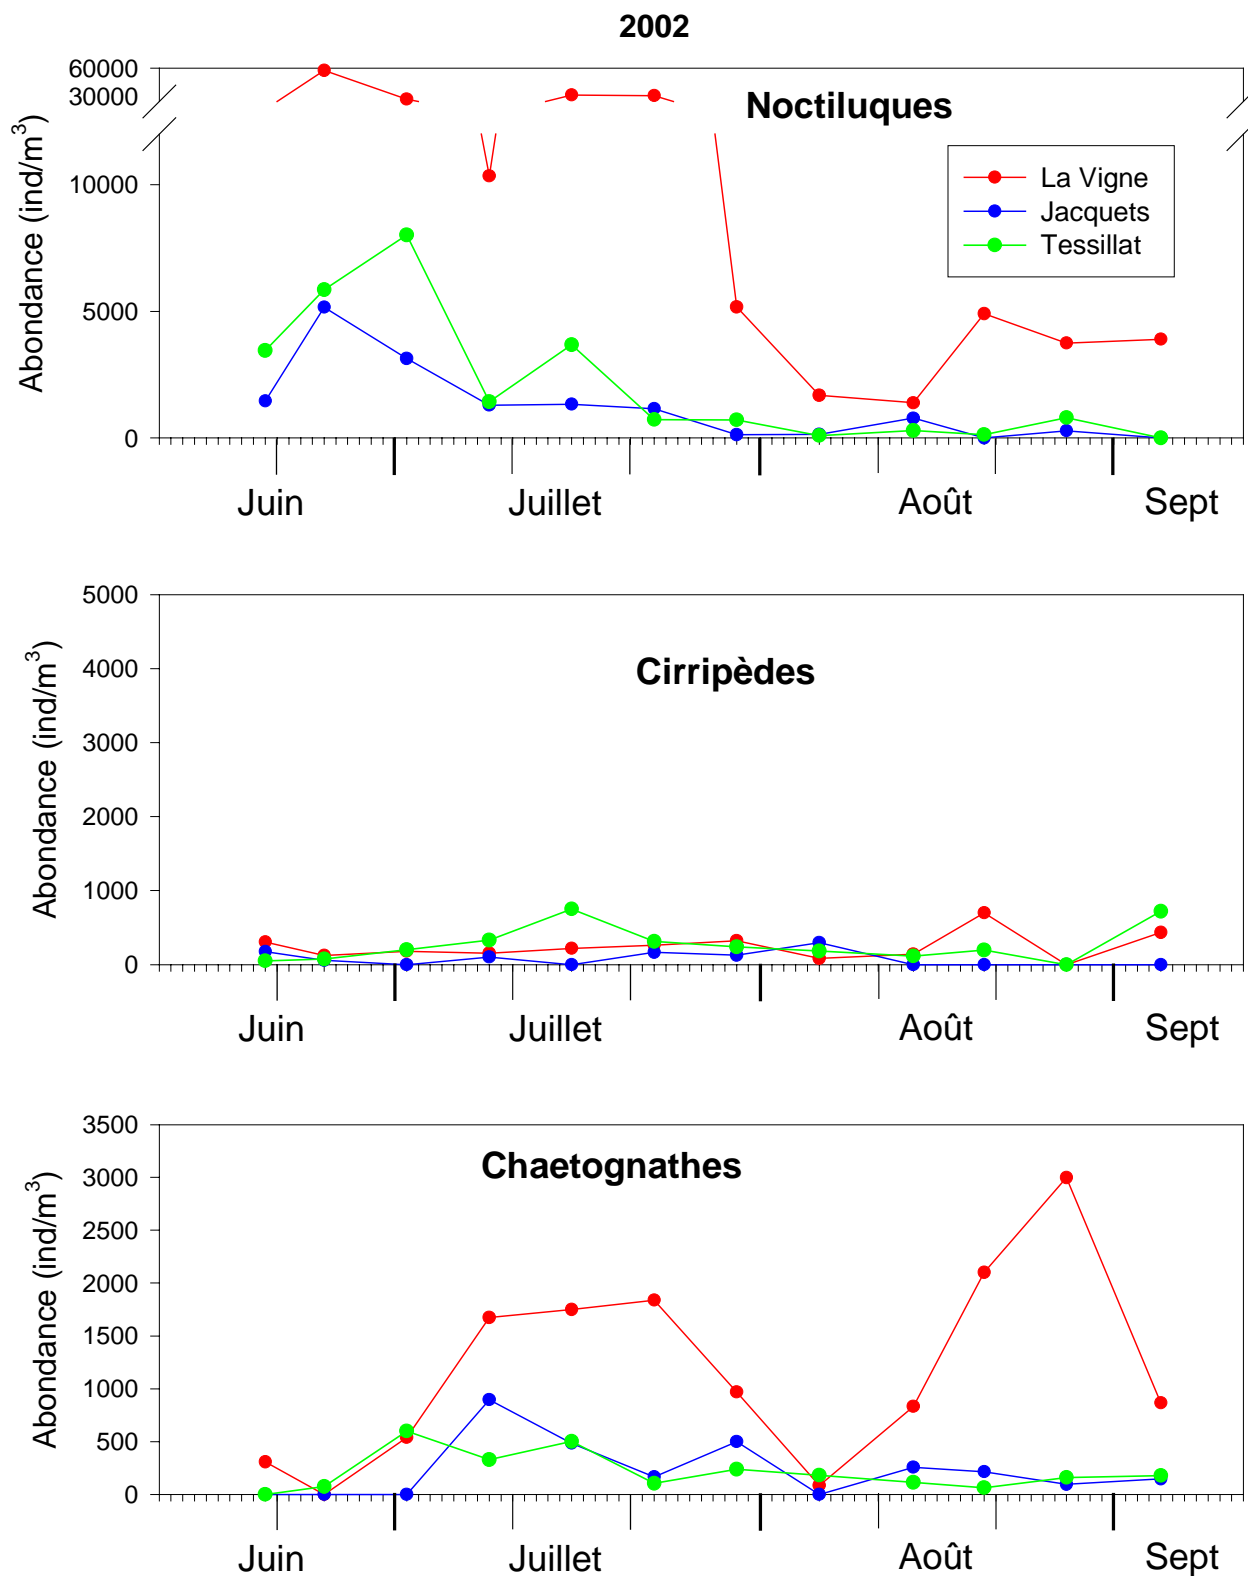 2002
Noctiluques
Abondance (ind/m³)
60000
30000
10000
5000
0
La Vigne
Jacquets
Tessillat
Juin Juillet Août Sept
Cirripèdes
Abondance (ind/m³)
5000
4000
3000
2000
1000
0
Juin Juillet Août Sept
Chaetognathes
Abondance (ind/m³)
3500
3000
2500
2000
1500
1000
500
0
Juin Juillet Août Sept